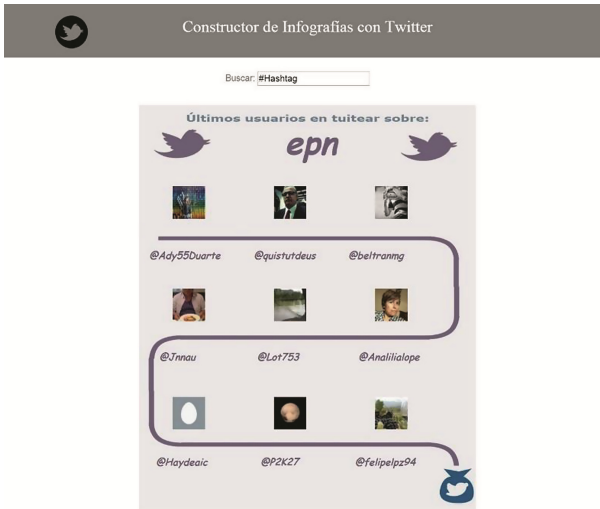 Constructor de Infografías con Twitter
Buscar: #Hashtag
Últimos usuarios en tuitear sobre:
epn
@Ady55Duarte @quistutdeus @beltranmg
@Jnnau @Lot753 @Analilialope
@Haydeaic @P2K27 @felipelpz94